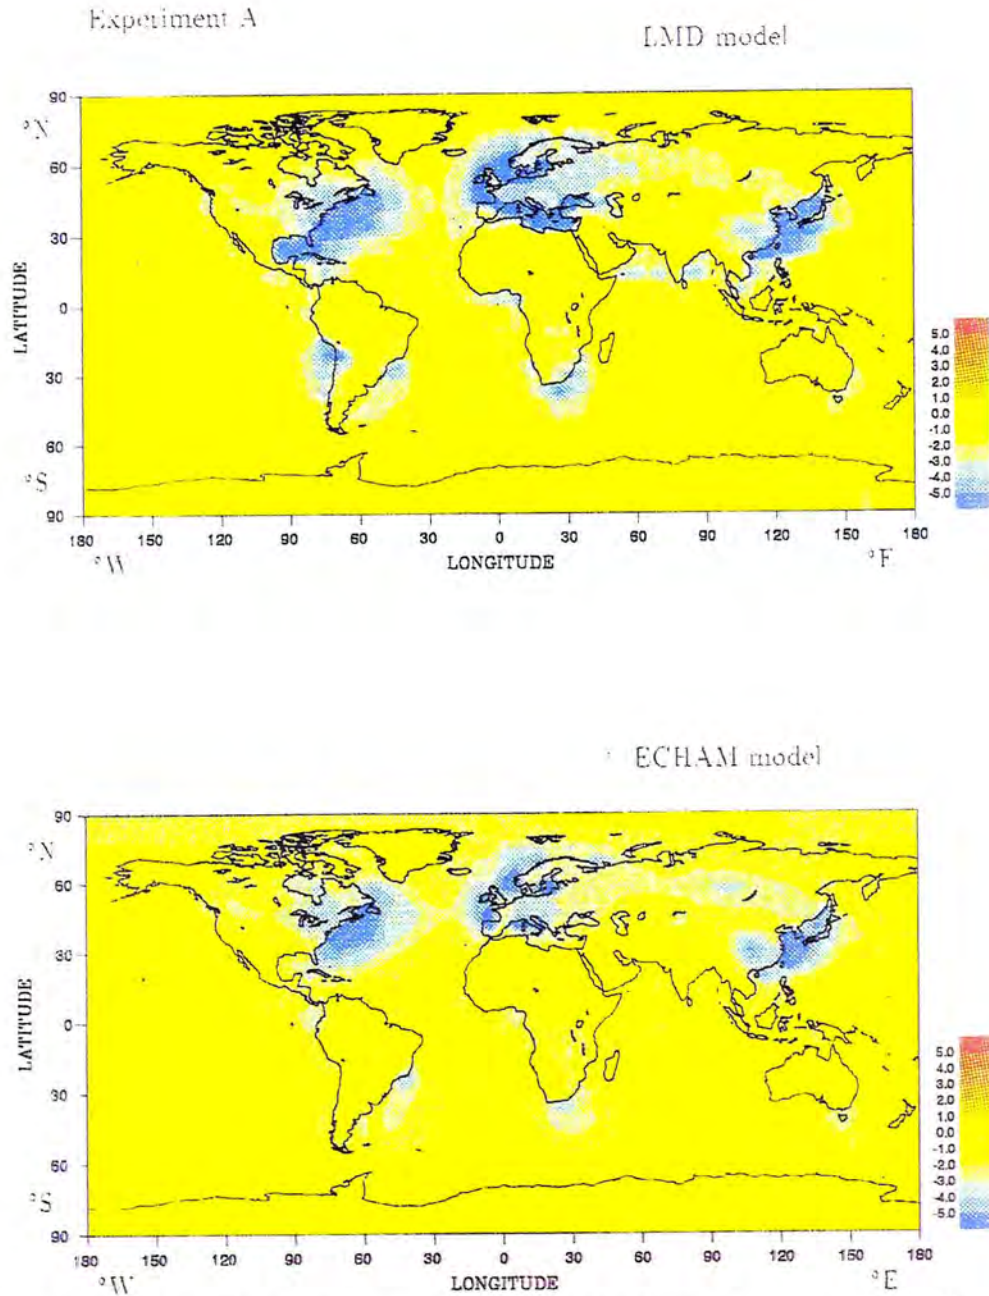 Experiment A
LMD model
90
°N
60
30
0
30
60
°S
90
LATITUDE
180 150 120 90 60 30 0 30 60 90 120 150 180
°W
LONGITUDE
°E
5.0
4.0
3.0
2.0
1.0
0.0
-1.0
-2.0
-3.0
-4.0
-5.0
ECHAM model
90
°N
60
30
0
30
60
°S
90
LATITUDE
180 150 120 90 60 30 0 30 60 90 120 150 180
°W
LONGITUDE
°E
5.0
4.0
3.0
2.0
1.0
0.0
-1.0
-2.0
-3.0
-4.0
-5.0